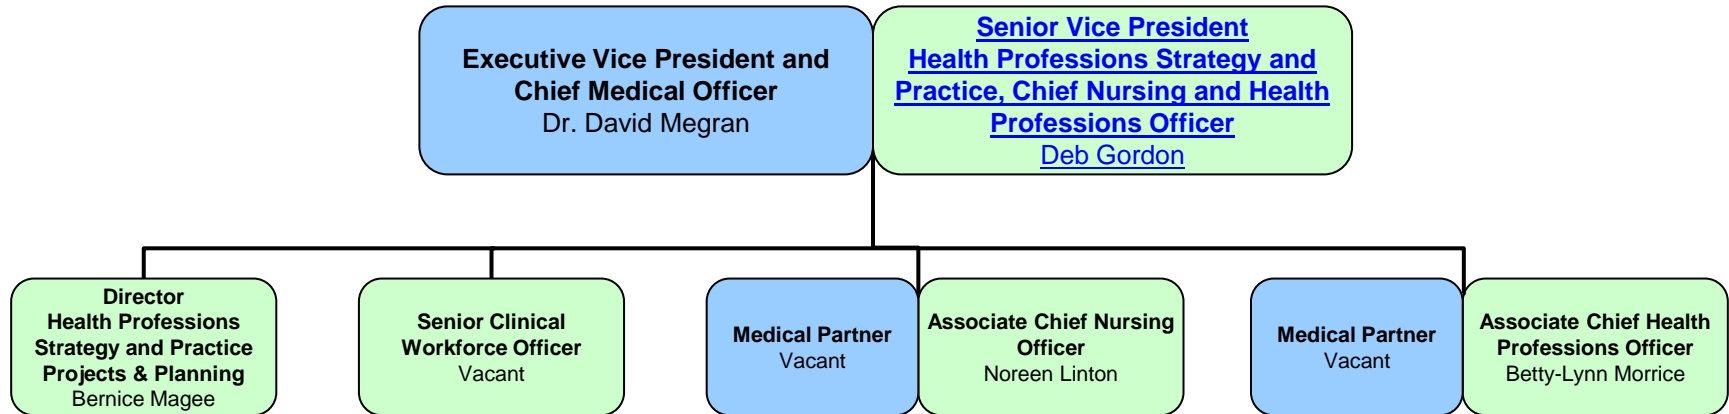 Executive Vice President and
Chief Medical Officer
Dr. David Megran
Senior Vice President
Health Professions Strategy and
Practice, Chief Nursing and Health
Professions Officer
Deb Gordon
Director
Health Professions
Strategy and Practice
Projects & Planning
Bernice Magee
Senior Clinical
Workforce Officer
Vacant
Medical Partner
Vacant
Associate Chief Nursing
Officer
Noreen Linton
Medical Partner
Vacant
Associate Chief Health
Professions Officer
Betty-Lynn Morrice